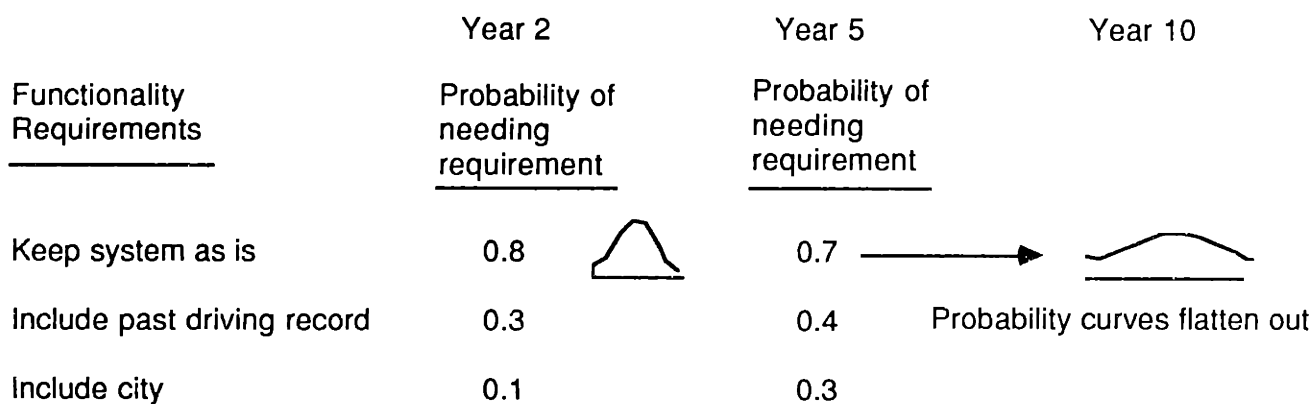 Year 2 Year 5 Year 10
Functionality Requirements
Probability of needing requirement
Probability of needing requirement
Keep system as is 0.8 0.7
Include past driving record 0.3 0.4 Probability curves flatten out
Include city 0.1 0.3